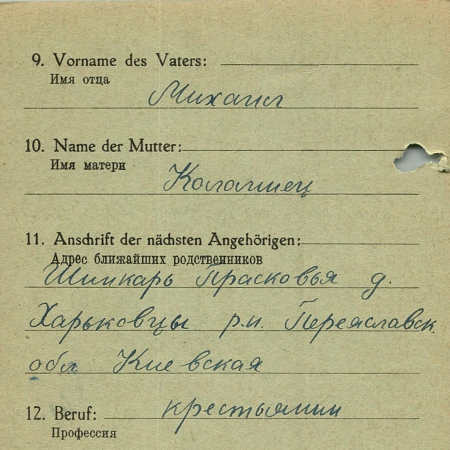 9. Vorname des Vaters:
Имя отца
Михаил
10. Name der Mutter:
Имя матери
Коломиец
11. Anschrift der nächsten Angehörigen:
Адрес ближайших родственников
Шинкарь Прасковья д.
Харьковцы р.н. Переяславск
обл Киевская
12. Beruf: крестьянин
Профессия